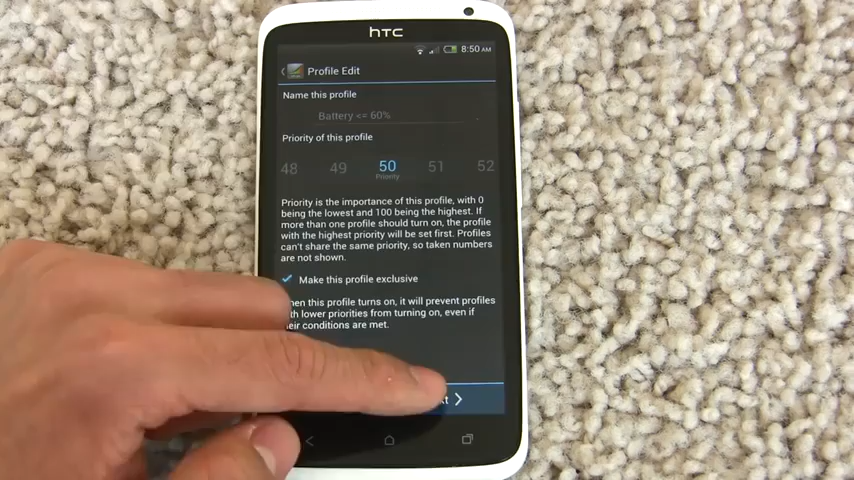 hTC
8:50 AM
Profile Edit
Name this profile
Battery <= 60%
Priority of this profile
48 49 50 51 52
Priority
Priority is the importance of this profile, with 0
being the lowest and 100 being the highest. If
more than one profile should turn on, the profile
with the highest priority will be set first. Profiles
can't share the same priority, so taken numbers
are not shown.
Make this profile exclusive
this profile turns on, it will prevent profiles
lower priorities from turning on, even if
conditions are met.